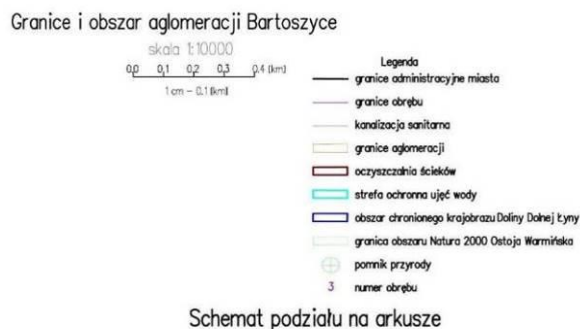 Granice i obszar aglomeracji Bartoszyce
skala 1:10000
0,0 0,1 0,2 0,3 0,4 [km]
1 cm - 0.1 [km]
Legenda
granice administracyjne miasta
granice obrębu
kanalizacja sanitarna
granice aglomeracji
oczyszczalnia ścieków
strefa ochronna ujęć wody
obszar chronionego krajobrazu Doliny Dolnej Łyny
granica obszaru Natura 2000 Ostoja Warmińska
pomnik przyrody
3 numer obrębu
Schemat podziału na arkusze